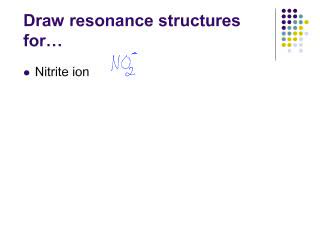 Draw resonance structures
for…
Nitrite ion NO₂⁻